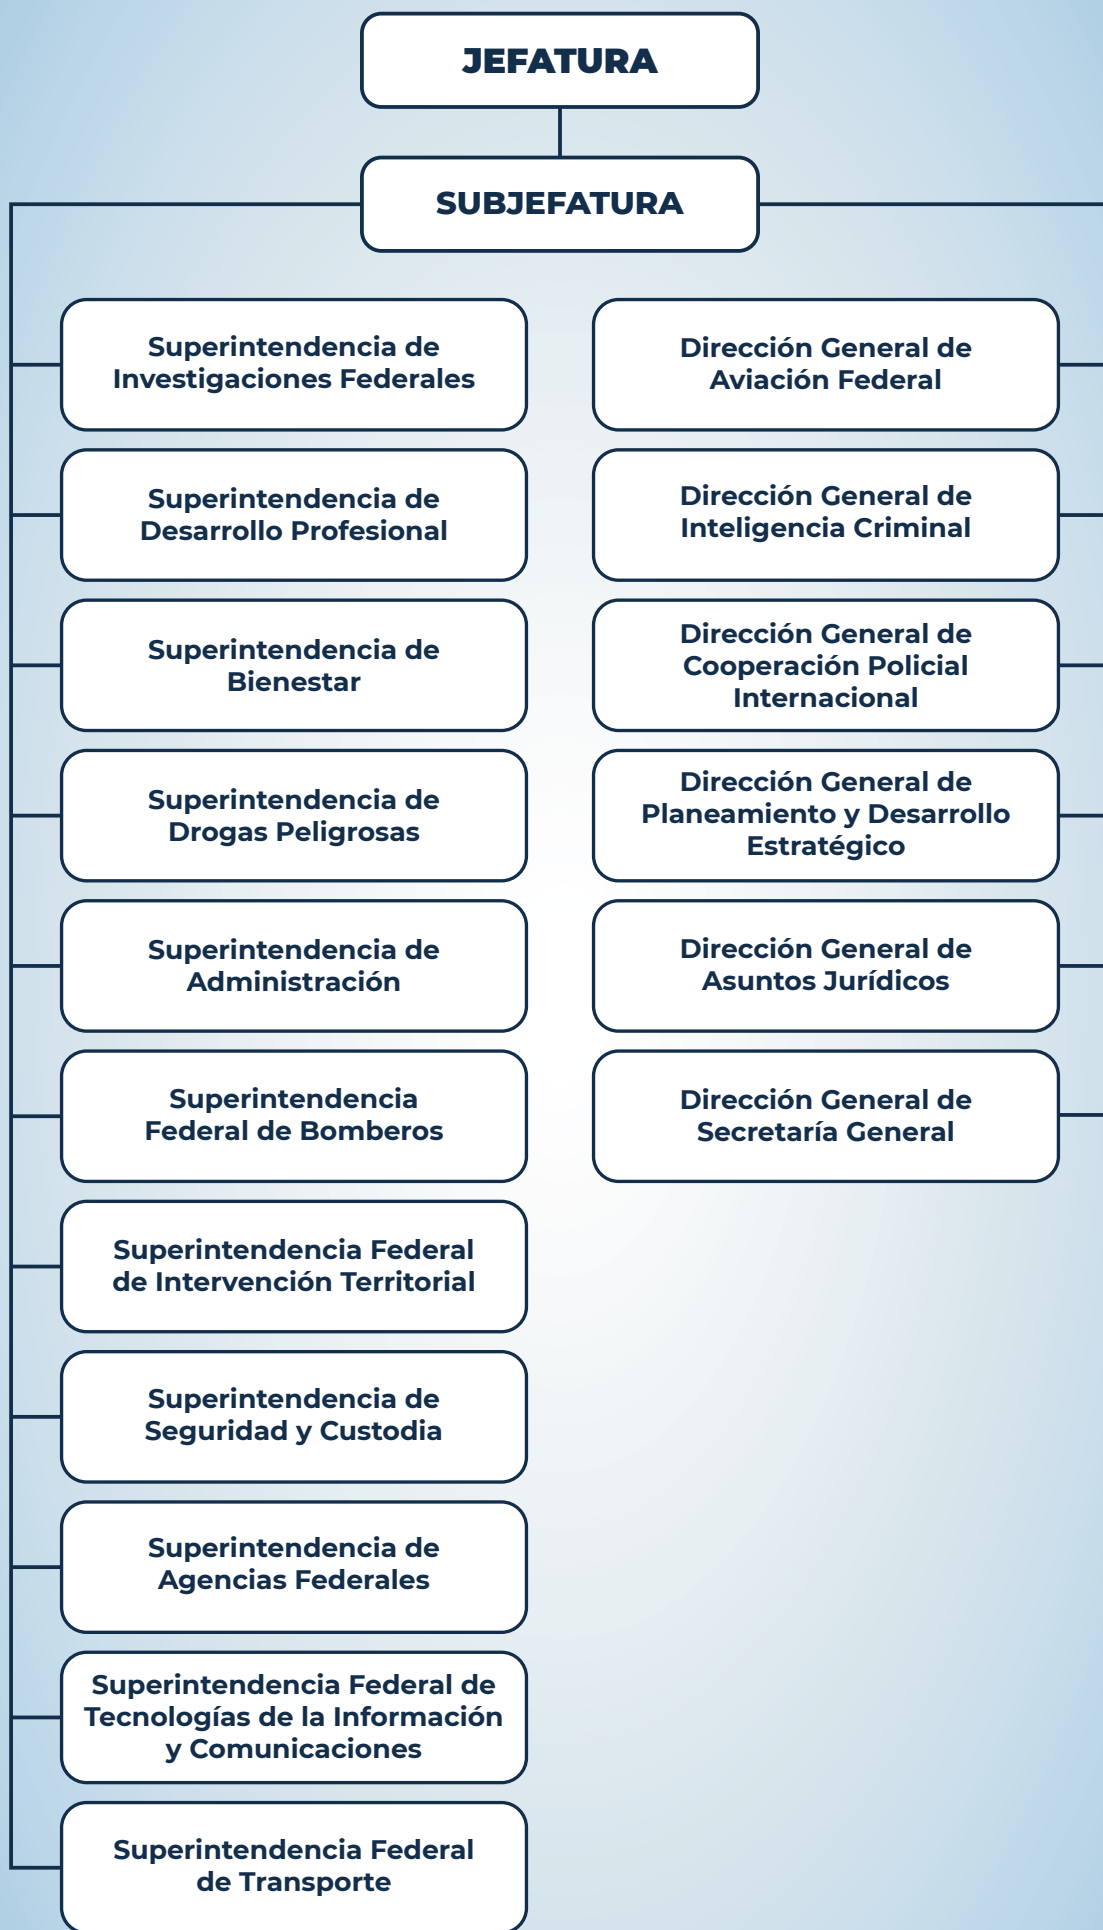 JEFATURA
SUBJEFATURA
Superintendencia de
Investigaciones Federales
Superintendencia de
Desarrollo Profesional
Superintendencia de
Bienestar
Superintendencia de
Drogas Peligrosas
Superintendencia de
Administración
Superintendencia
Federal de Bomberos
Superintendencia Federal
de Intervención Territorial
Superintendencia de
Seguridad y Custodia
Superintendencia de
Agencias Federales
Superintendencia Federal de
Tecnologías de la Información
y Comunicaciones
Superintendencia Federal
de Transporte
Dirección General de
Aviación Federal
Dirección General de
Inteligencia Criminal
Dirección General de
Cooperación Policial
Internacional
Dirección General de
Planeamiento y Desarrollo
Estratégico
Dirección General de
Asuntos Jurídicos
Dirección General de
Secretaría General